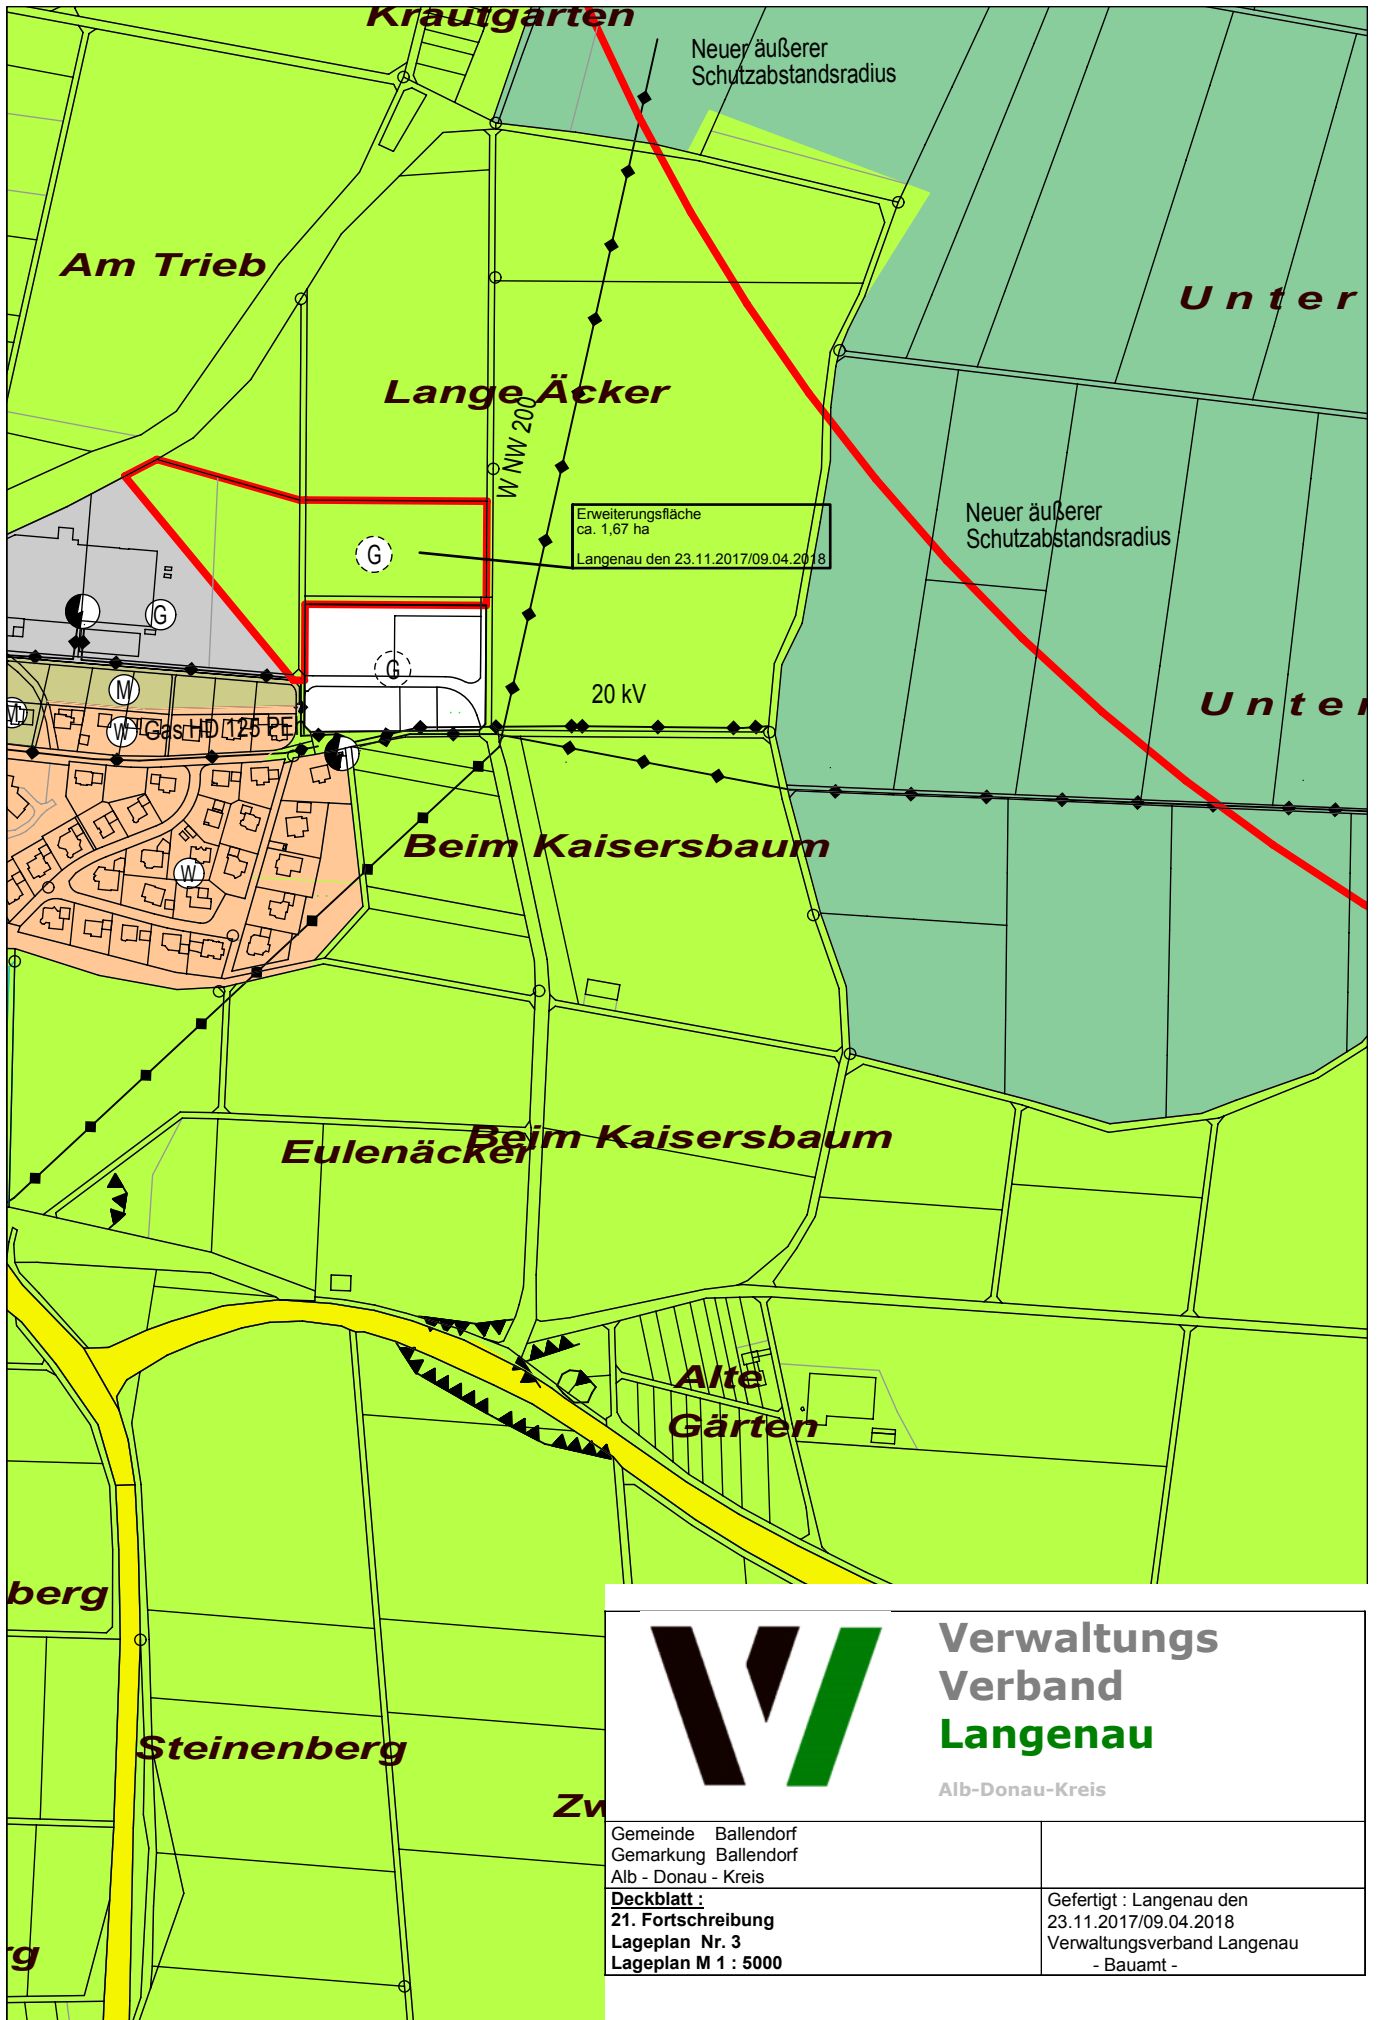 Krautgärten
Neuer äußerer
Schutzabstandsradius
Am Trieb
Unter
Lange Äcker
W NW 200
Erweiterungsfläche
ca. 1,67 ha
Langenau den 23.11.2017/09.04.2018
Neuer äußerer
Schutzabstandsradius
G
G
G
M
20 kV
Unter
M
W
Gas HD 125 PE
Beim Kaisersbaum
W
Beim Kaisersbaum
Eulenäcker
Alte
Gärten
berg
Steinenberg
Zw
rg
Verwaltungs
Verband
Langenau
Alb-Donau-Kreis
Gemeinde Ballendorf
Gemarkung Ballendorf
Alb - Donau - Kreis
Deckblatt :
21. Fortschreibung
Lageplan Nr. 3
Lageplan M 1 : 5000
Gefertigt : Langenau den
23.11.2017/09.04.2018
Verwaltungsverband Langenau
- Bauamt -